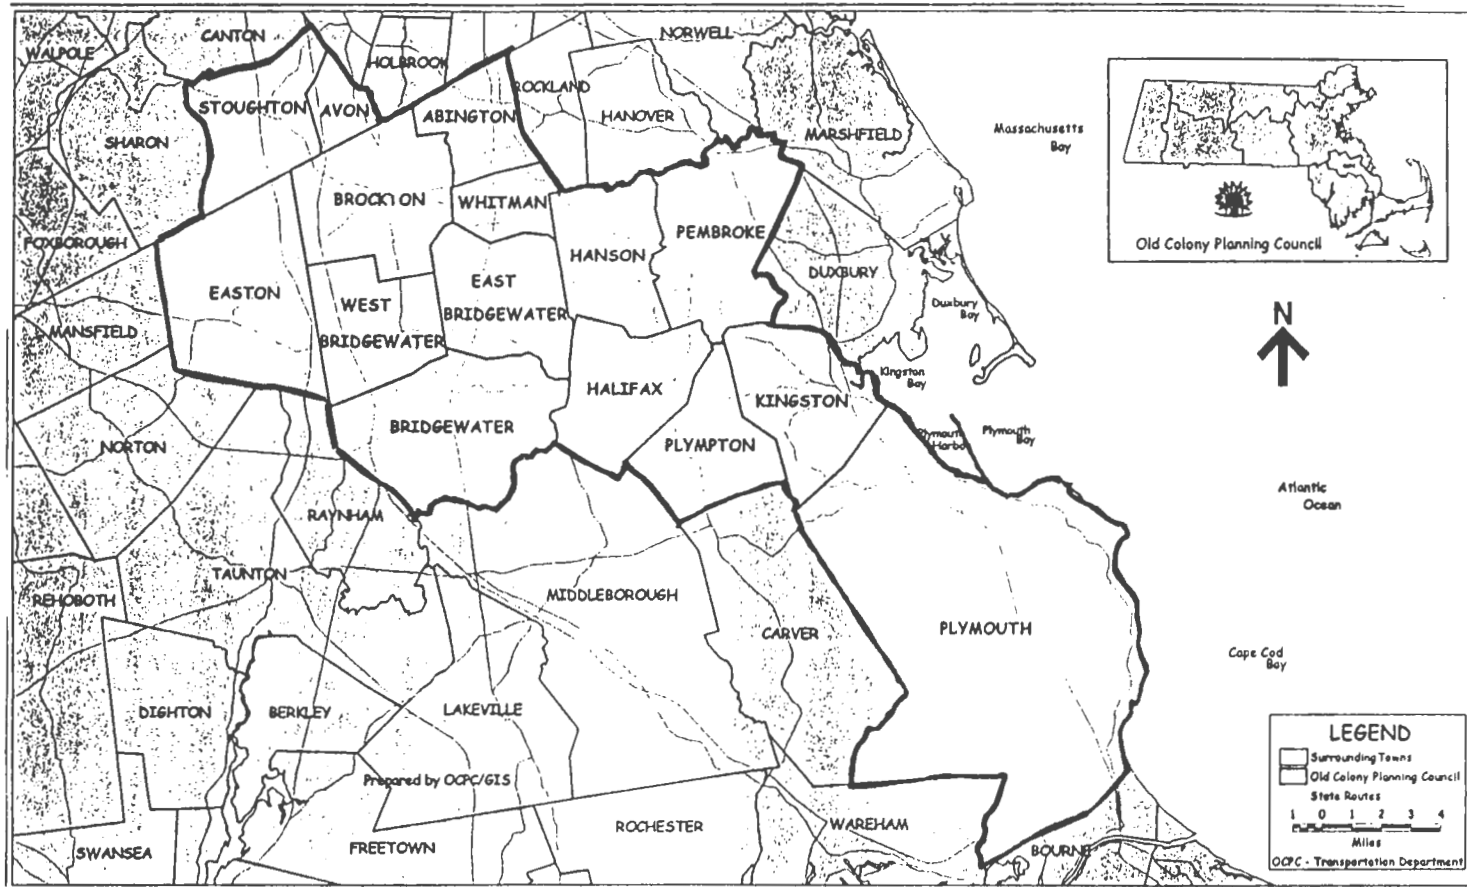 WALPOLE
CANTON
NORWELL
HOLBROOK
STOUGHTON
AVON
ABINGTON
ROCKLAND
HANOVER
MARSHFIELD
SHARON
Massachusetts
Bay
BROCKTON
WHITMAN
FOXBOROUGH
HANSON
PEMBROKE
Old Colony Planning Council
EASTON
WEST
BRIDGEWATER
EAST
BRIDGEWATER
DUXBURY
Duxbury
Bay
N
MANSFIELD
Kingston
Bay
HALIFAX
KINGSTON
BRIDGEWATER
PLYMPTON
Plymouth
Harbor
Plymouth
Bay
NORTON
Atlantic
Ocean
RAYNHAM
TAUNTON
REHOBOTH
MIDDLEBOROUGH
CARVER
PLYMOUTH
Cape Cod
Bay
DIGHTON
BERKLEY
LAKEVILLE
Prepared by OCPC/GIS
ROCHESTER
WAREHAM
SWANSEA
FREETOWN
BOURNE
LEGEND
Surrounding Towns
Old Colony Planning Council
State Routes
1 0 1 2 3 4
Miles
OCPC - Transportation Department